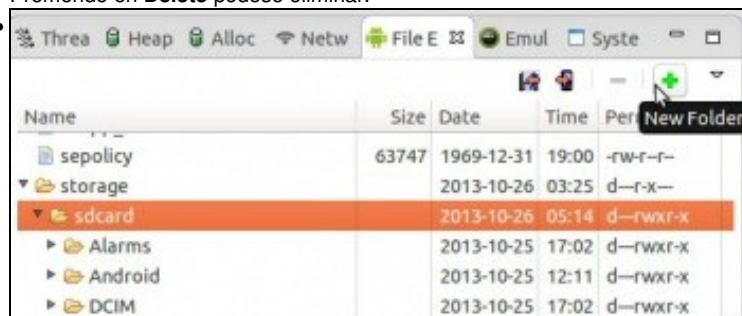 Premendo en Delete pódese eliminar.
Threa Heap Alloc Netw File E Emul Syste
New Folder
Name Size Date Time Per
sepolicy 63747 1969-12-31 19:00 -rw-r--r--
storage 2013-10-26 03:25 d---r-x---
sdcard 2013-10-26 05:14 d---rwxr-x
Alarms 2013-10-25 17:02 d---rwxr-x
Android 2013-10-25 12:11 d---rwxr-x
DCIM 2013-10-25 17:02 d---rwxr-x